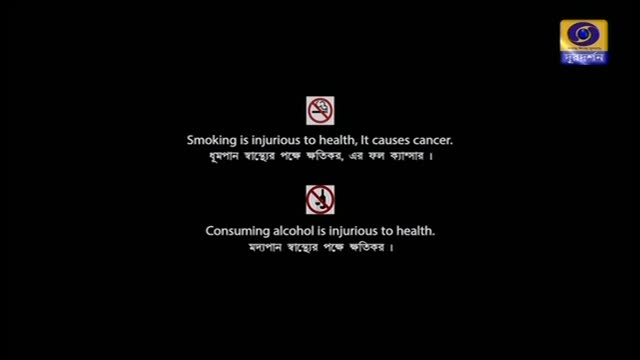 দূরদর্শন
Smoking is injurious to health, It causes cancer.
ধূমপান স্বাস্থ্যের পক্ষে ক্ষতিকর, এর ফল ক্যান্সার ।
Consuming alcohol is injurious to health.
মদ্যপান স্বাস্থ্যের পক্ষে ক্ষতিকর ।